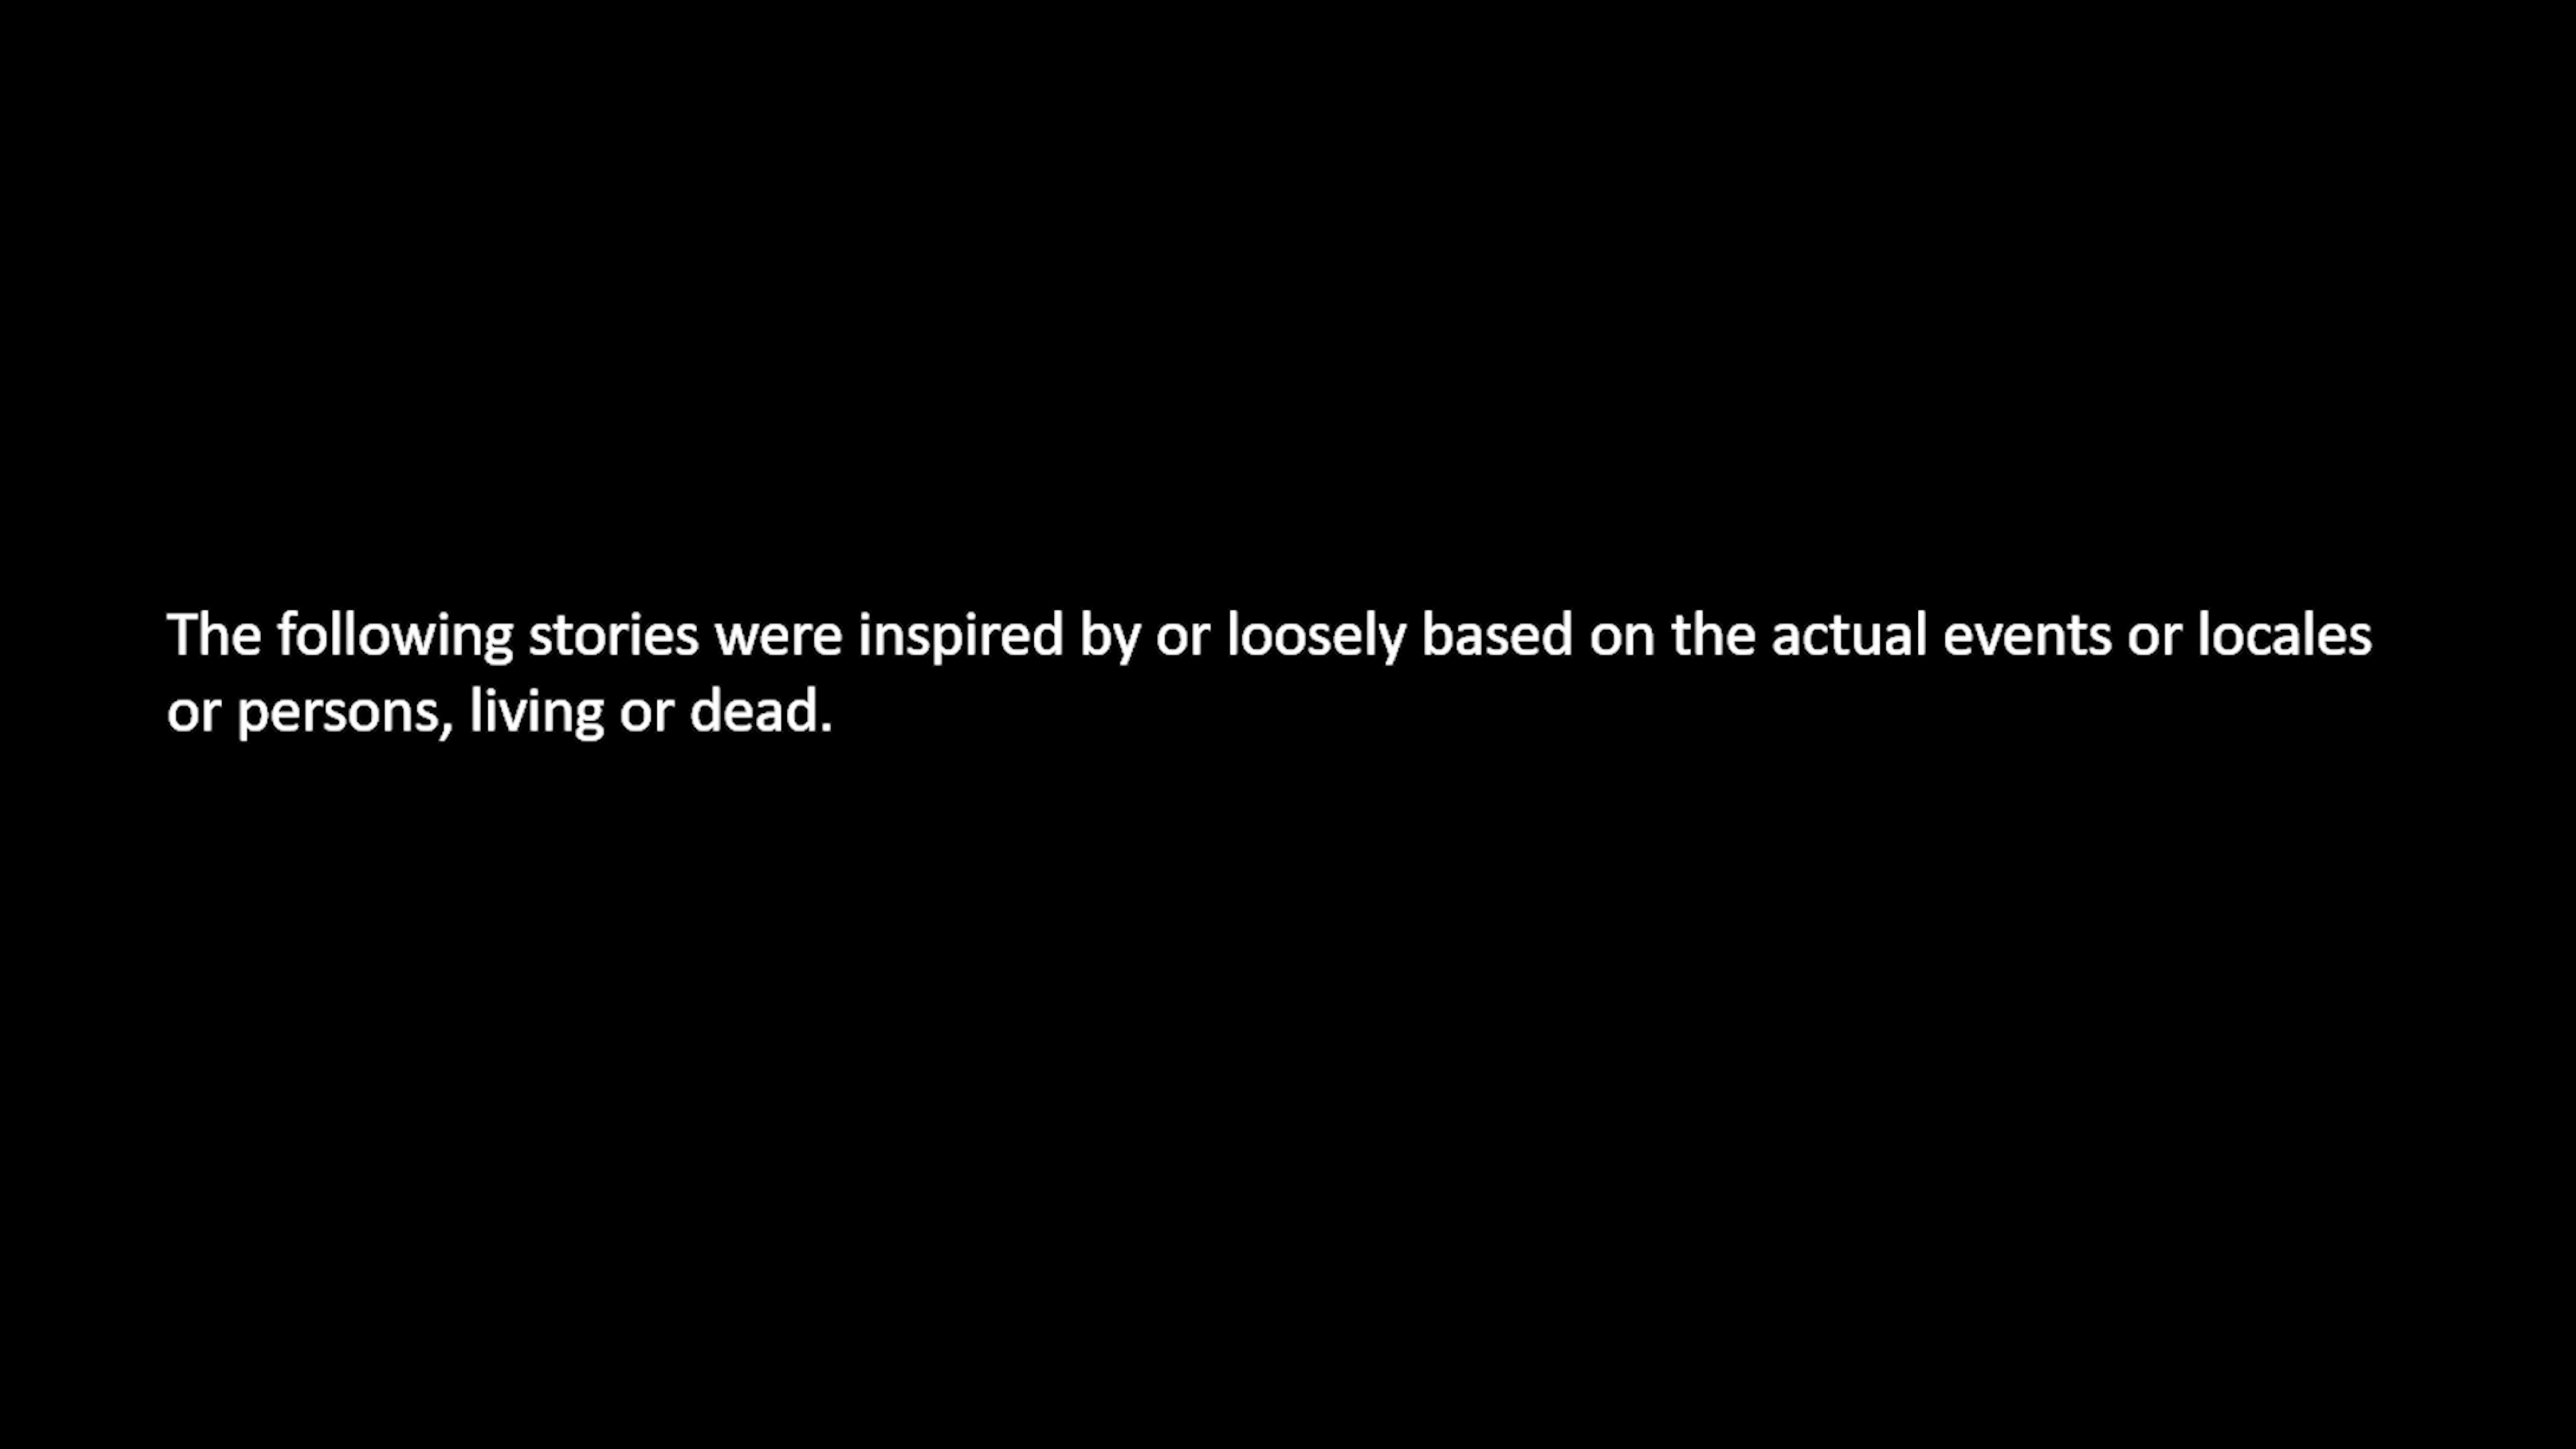 The following stories were inspired by or loosely based on the actual events or locales
or persons, living or dead.